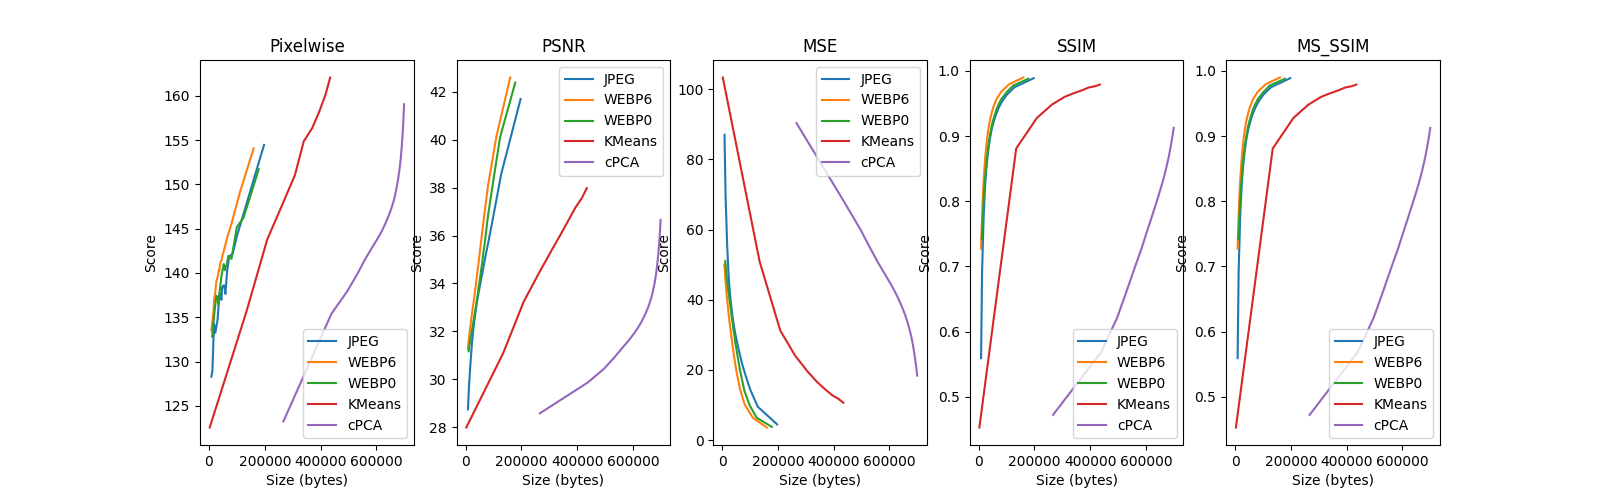 Pixelwise
Score
160
155
150
145
140
135
130
125
0
200000
400000
600000
Size (bytes)
JPEG
WEBP6
WEBP0
KMeans
cPCA
PSNR
Score
42
40
38
36
34
32
30
28
0
200000
400000
600000
Size (bytes)
JPEG
WEBP6
WEBP0
KMeans
cPCA
MSE
Score
100
80
60
40
20
0
0
200000
400000
600000
Size (bytes)
JPEG
WEBP6
WEBP0
KMeans
cPCA
SSIM
Score
1.0
0.9
0.8
0.7
0.6
0.5
0
200000
400000
600000
Size (bytes)
JPEG
WEBP6
WEBP0
KMeans
cPCA
MS_SSIM
Score
1.0
0.9
0.8
0.7
0.6
0.5
0
200000
400000
600000
Size (bytes)
JPEG
WEBP6
WEBP0
KMeans
cPCA